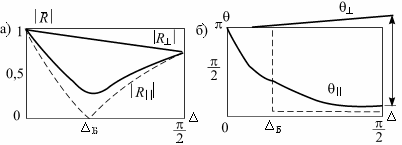 а)
|R̅|
1
0,5
0
|R⊥|
|R||||
Δ_Б
π/2
Δ
б)
θ
π
π/2
0
θ⊥
θ||
Δ_Б
π/2
Δ